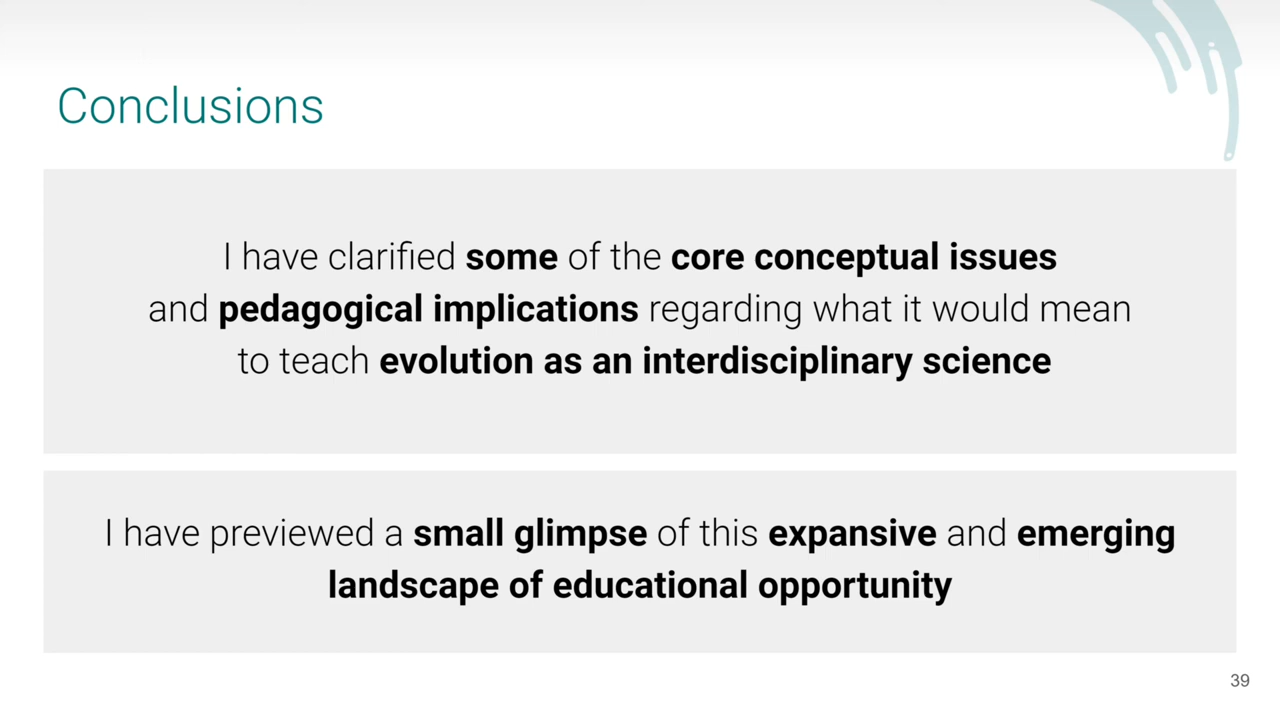 Conclusions
I have clarified some of the core conceptual issues
and pedagogical implications regarding what it would mean
to teach evolution as an interdisciplinary science
I have previewed a small glimpse of this expansive and emerging
landscape of educational opportunity
39